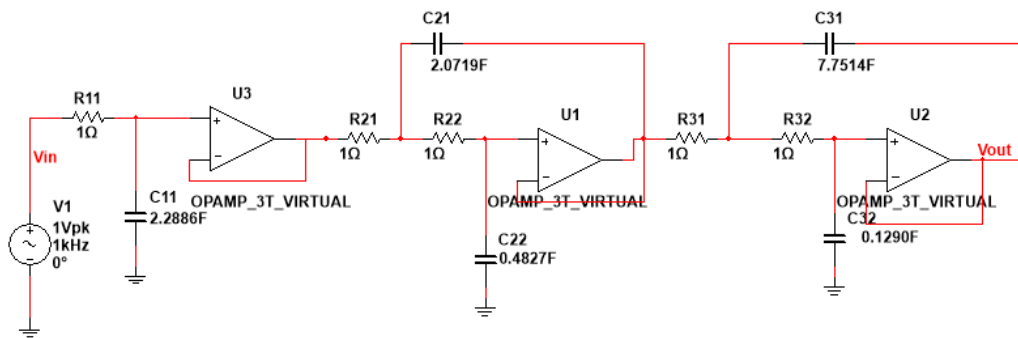 C21
2.0719F
C31
7.7514F
R11
1Ω
U3
R21
1Ω
R22
1Ω
U1
R31
1Ω
R32
1Ω
U2
Vin
Vout
+
−
+
−
+
−
OPAMP_3T_VIRTUAL
OPAMP_3T_VIRTUAL
OPAMP_3T_VIRTUAL
V1
1Vpk
1kHz
0°
+
C11
2.2886F
C22
0.4827F
C32
0.1290F